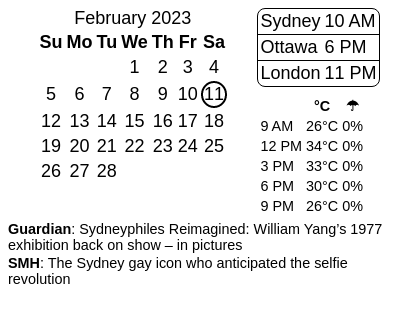 February 2023
Su Mo Tu We Th Fr Sa
1 2 3 4
5 6 7 8 9 10 11
12 13 14 15 16 17 18
19 20 21 22 23 24 25
26 27 28
Sydney 10 AM
Ottawa 6 PM
London 11 PM
°C ☂
9 AM 26°C 0%
12 PM 34°C 0%
3 PM 33°C 0%
6 PM 30°C 0%
9 PM 26°C 0%
Guardian: Sydneyphiles Reimagined: William Yang’s 1977
exhibition back on show – in pictures
SMH: The Sydney gay icon who anticipated the selfie
revolution